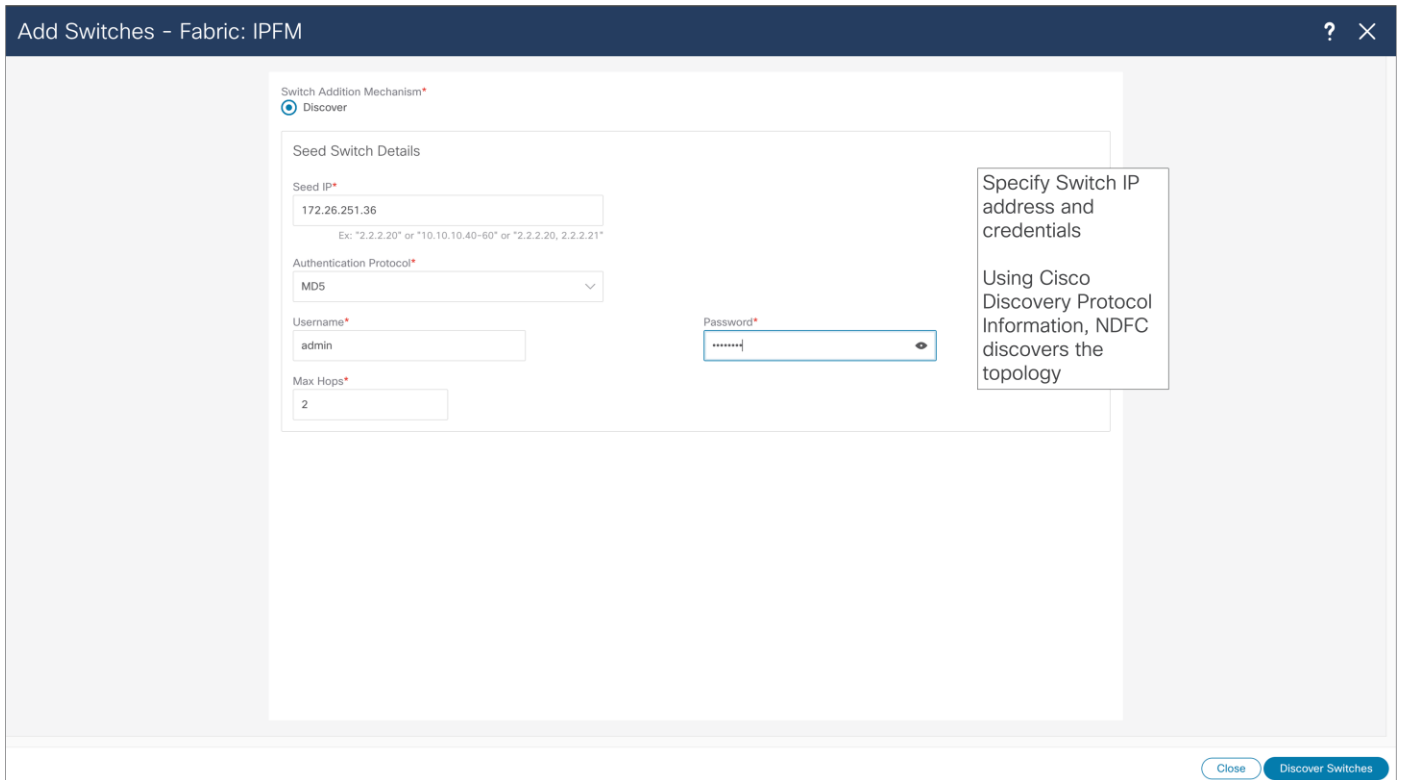 Add Switches - Fabric: IPFM
?
Switch Addition Mechanism*
Discover
Seed Switch Details
Seed IP*
172.26.251.36
Ex: "2.2.2.20" or "10.10.10.40-60" or "2.2.2.20, 2.2.2.21"
Authentication Protocol*
MD5
Username*
admin
Password*
••••••••
Max Hops*
2
Specify Switch IP
address and
credentials
Using Cisco
Discovery Protocol
Information, NDFC
discovers the
topology
Close
Discover Switches